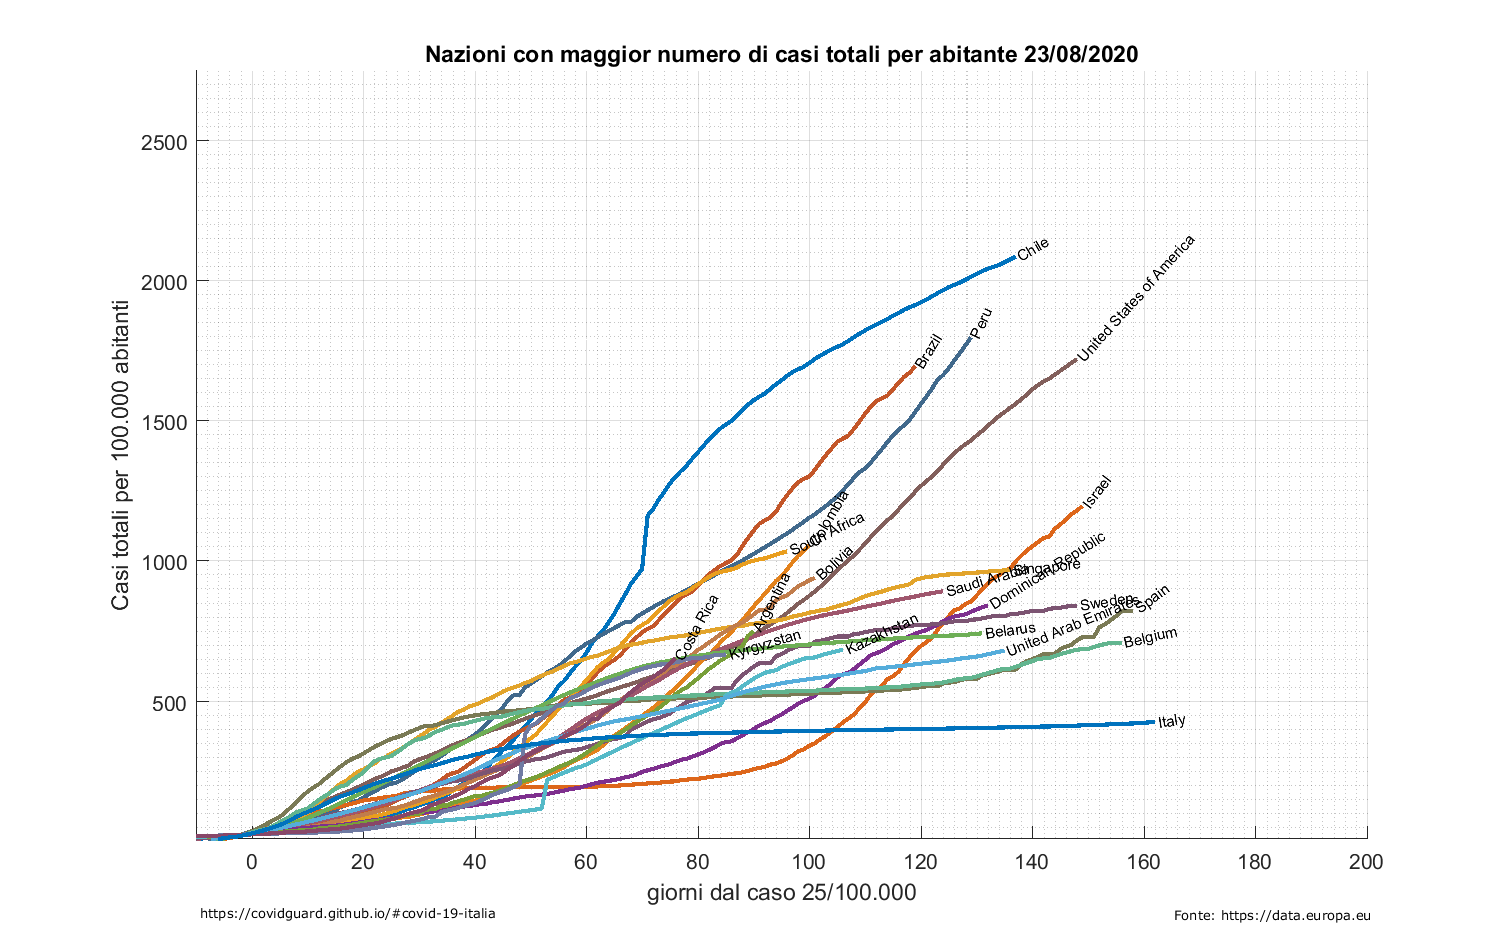 Nazioni con maggior numero di casi totali per abitante 23/08/2020
Casi totali per 100.000 abitanti
2500
2000
1500
1000
500
Chile
United States of America
Peru
Brazil
Israel
Colombia
South Africa
Bolivia
Dominican Republic
Singapore
Saudi Arabia
Argentina
Costa Rica
Sweden
Spain
United Arab Emirates
Belarus
Kazakhstan
Kyrgyzstan
Belgium
Italy
0 20 40 60 80 100 120 140 160 180 200
giorni dal caso 25/100.000
https://covidguard.github.io/#covid-19-italia
Fonte: https://data.europa.eu